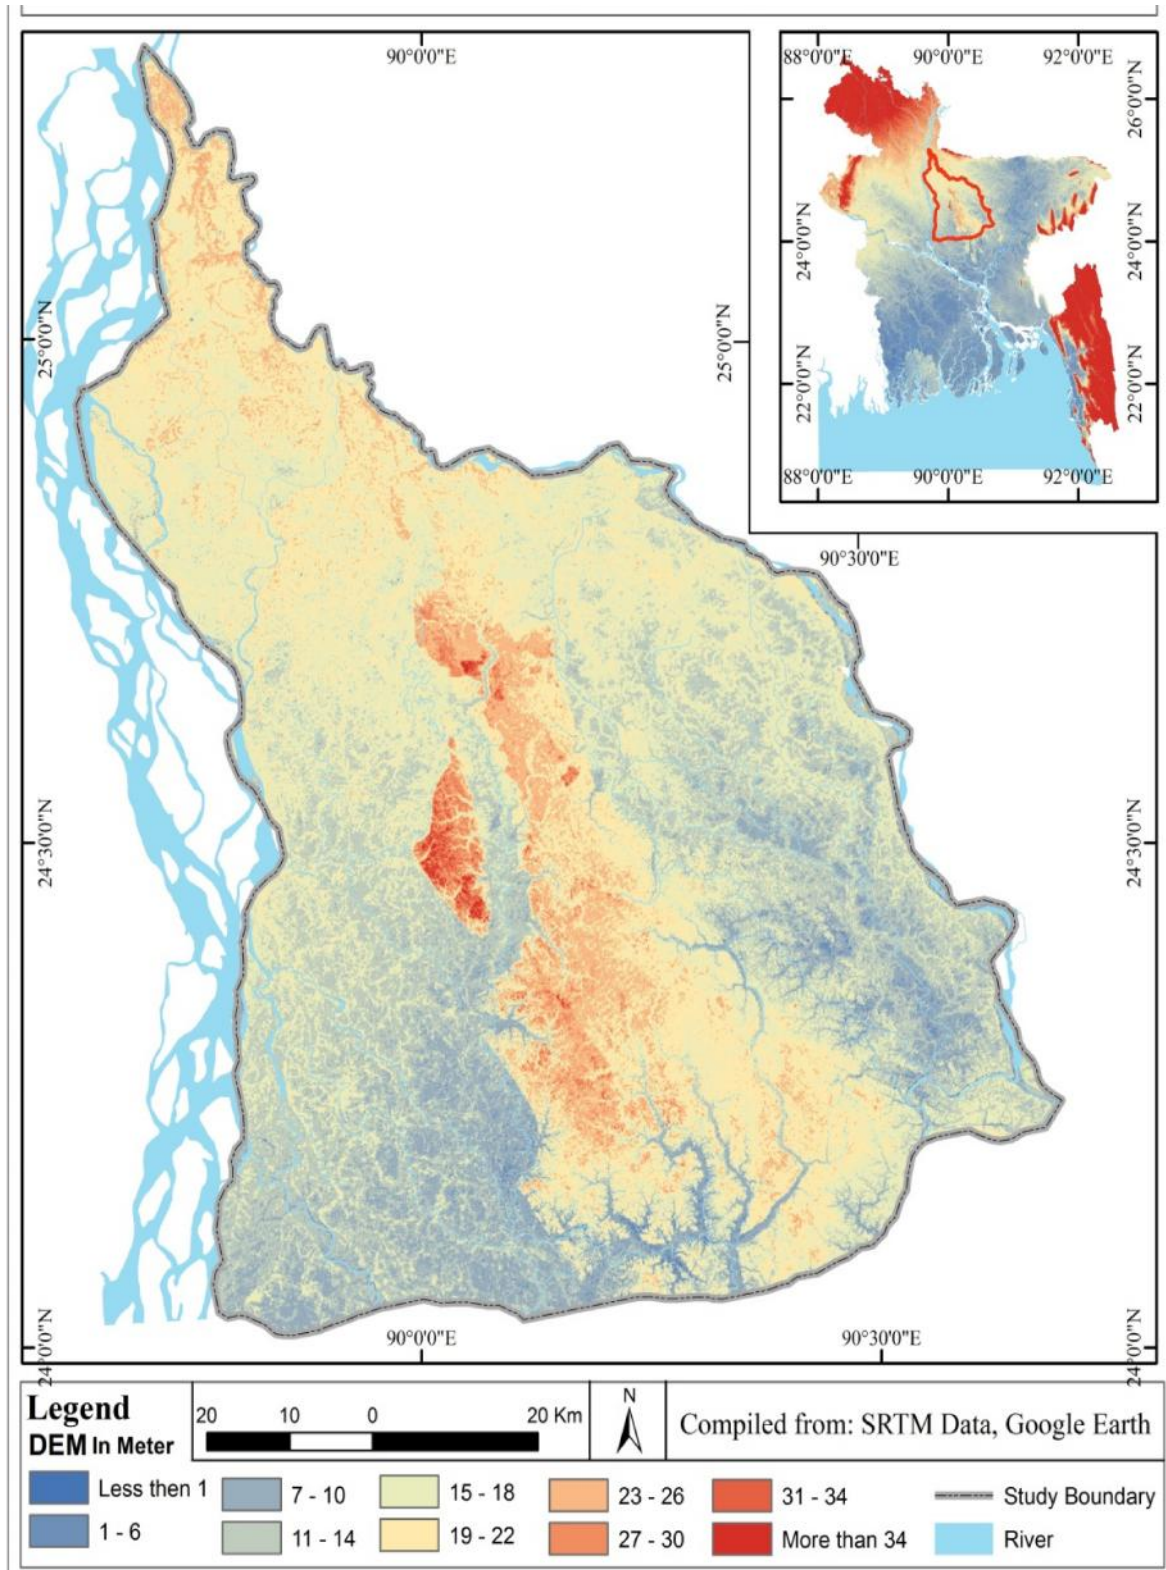 90°0'0"E
88°0'0"E 90°0'0"E 92°0'0"E
26°0'0"N
24°0'0"N 24°0'0"N
22°0'0"N 22°0'0"N
88°0'0"E 90°0'0"E 92°0'0"E
25°0'0"N 25°0'0"N
90°30'0"E
24°30'0"N 24°30'0"N
90°0'0"E 90°30'0"E
24°0'0"N 24°0'0"N
Legend
DEM In Meter
20 10 0 20 Km
N
Compiled from: SRTM Data, Google Earth
Less then 1
1 - 6
7 - 10
11 - 14
15 - 18
19 - 22
23 - 26
27 - 30
31 - 34
More than 34
Study Boundary
River